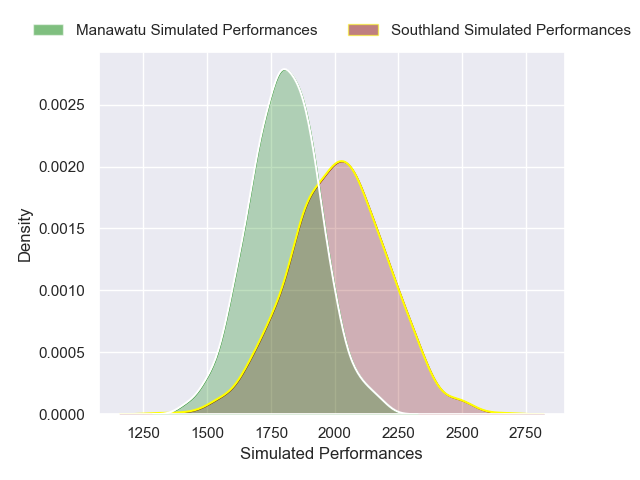 Manawatu Simulated Performances Southland Simulated Performances
0.0025
0.0020
0.0015
0.0010
0.0005
0.0000
Density
1250 1500 1750 2000 2250 2500 2750
Simulated Performances